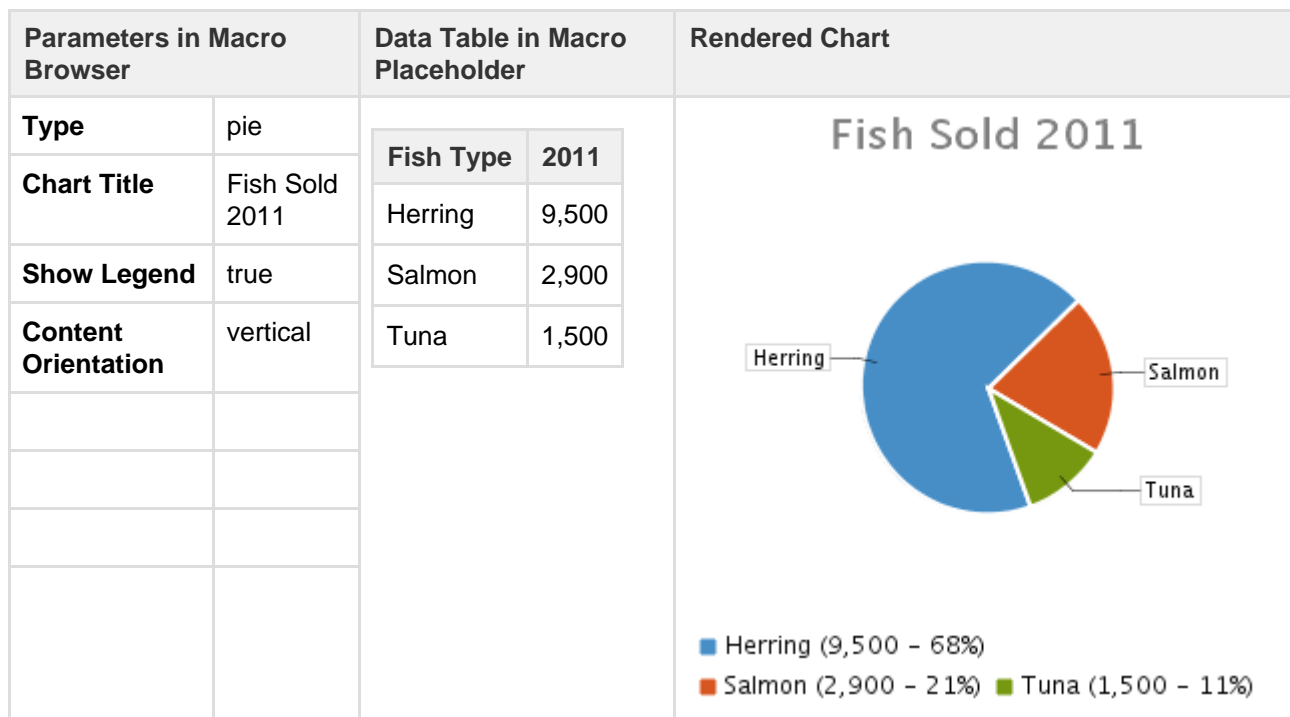 Parameters in Macro
Browser
Data Table in Macro
Placeholder
Rendered Chart
Type
pie
Chart Title
Fish Sold
2011
Show Legend
true
Content
Orientation
vertical
Fish Type
2011
Herring
9,500
Salmon
2,900
Tuna
1,500
Fish Sold 2011
Herring
Salmon
Tuna
Herring (9,500 – 68%)
Salmon (2,900 – 21%) Tuna (1,500 – 11%)